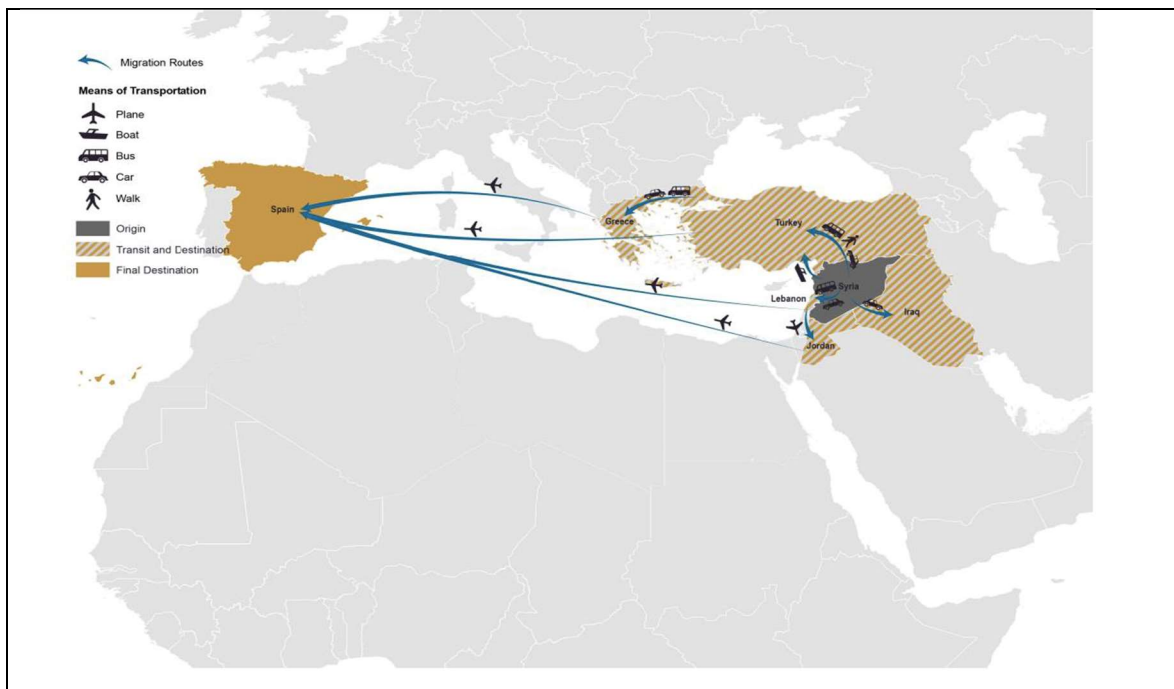 Migration Routes
Means of Transportation
Plane
Boat
Bus
Car
Walk
Origin
Transit and Destination
Final Destination
Spain
Greece
Turkey
Syria
Lebanon
Iraq
Jordan